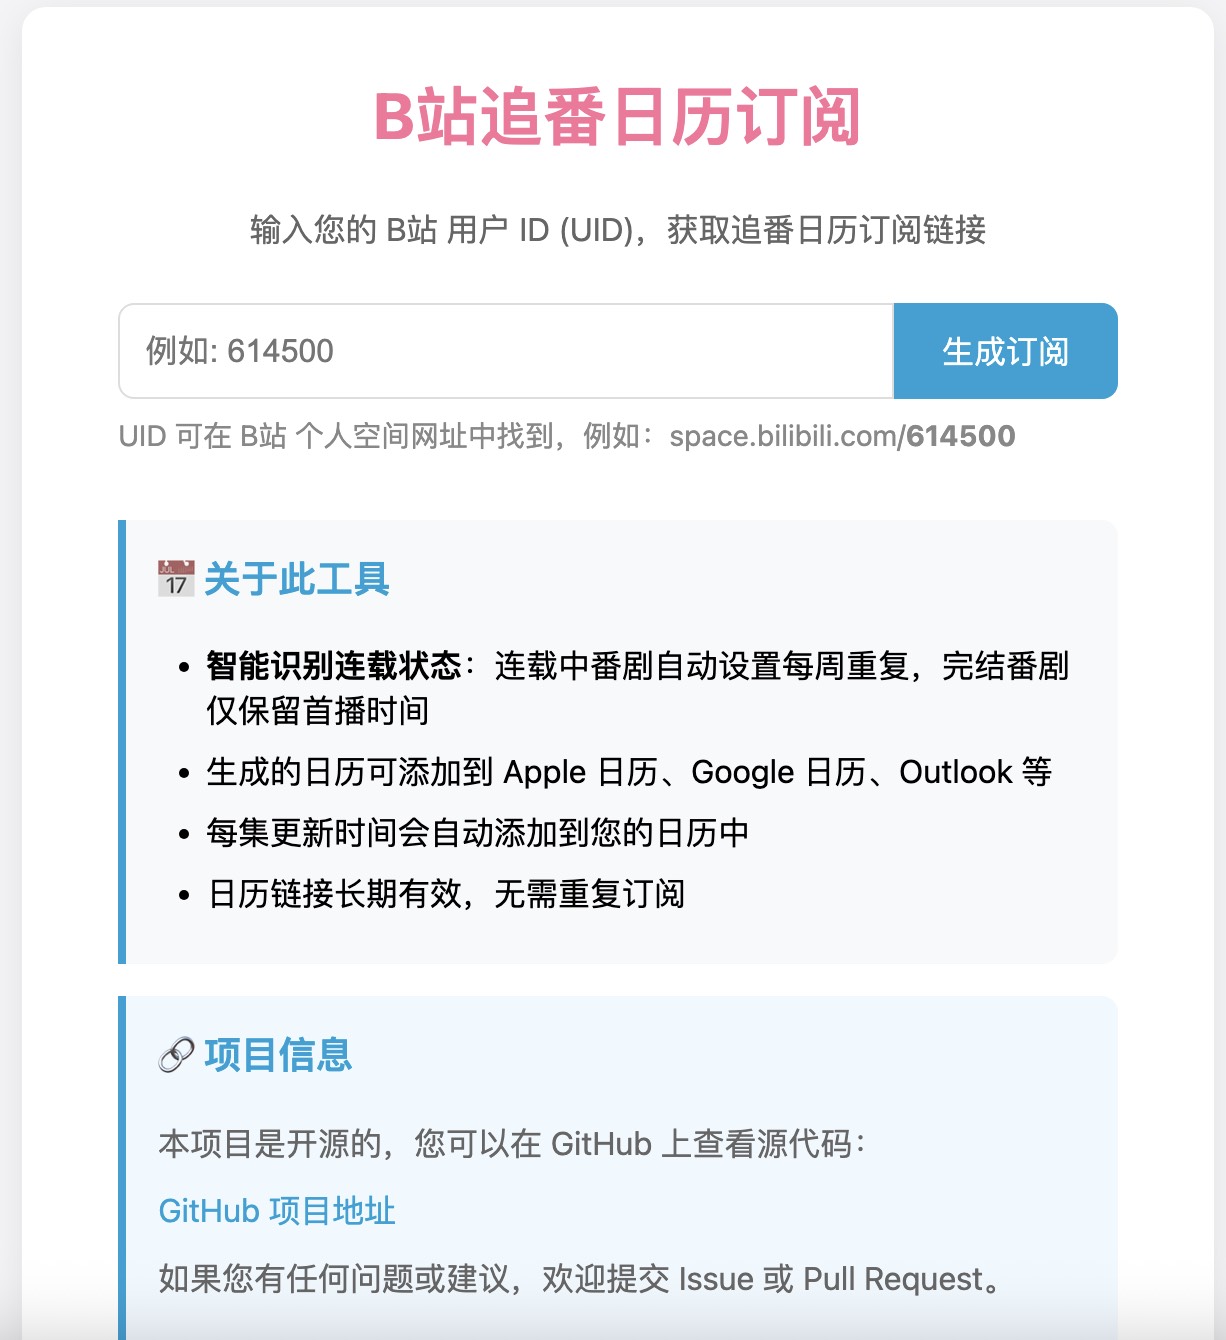 B站追番日历订阅
输入您的 B站 用户 ID (UID)，获取追番日历订阅链接
例如: 614500
生成订阅
UID 可在 B站 个人空间网址中找到，例如：space.bilibili.com/614500
JUL
17
关于此工具
智能识别连载状态：连载中番剧自动设置每周重复，完结番剧
仅保留首播时间
生成的日历可添加到 Apple 日历、Google 日历、Outlook 等
每集更新时间会自动添加到您的日历中
日历链接长期有效，无需重复订阅
项目信息
本项目是开源的，您可以在 GitHub 上查看源代码：
GitHub 项目地址
如果您有任何问题或建议，欢迎提交 Issue 或 Pull Request。